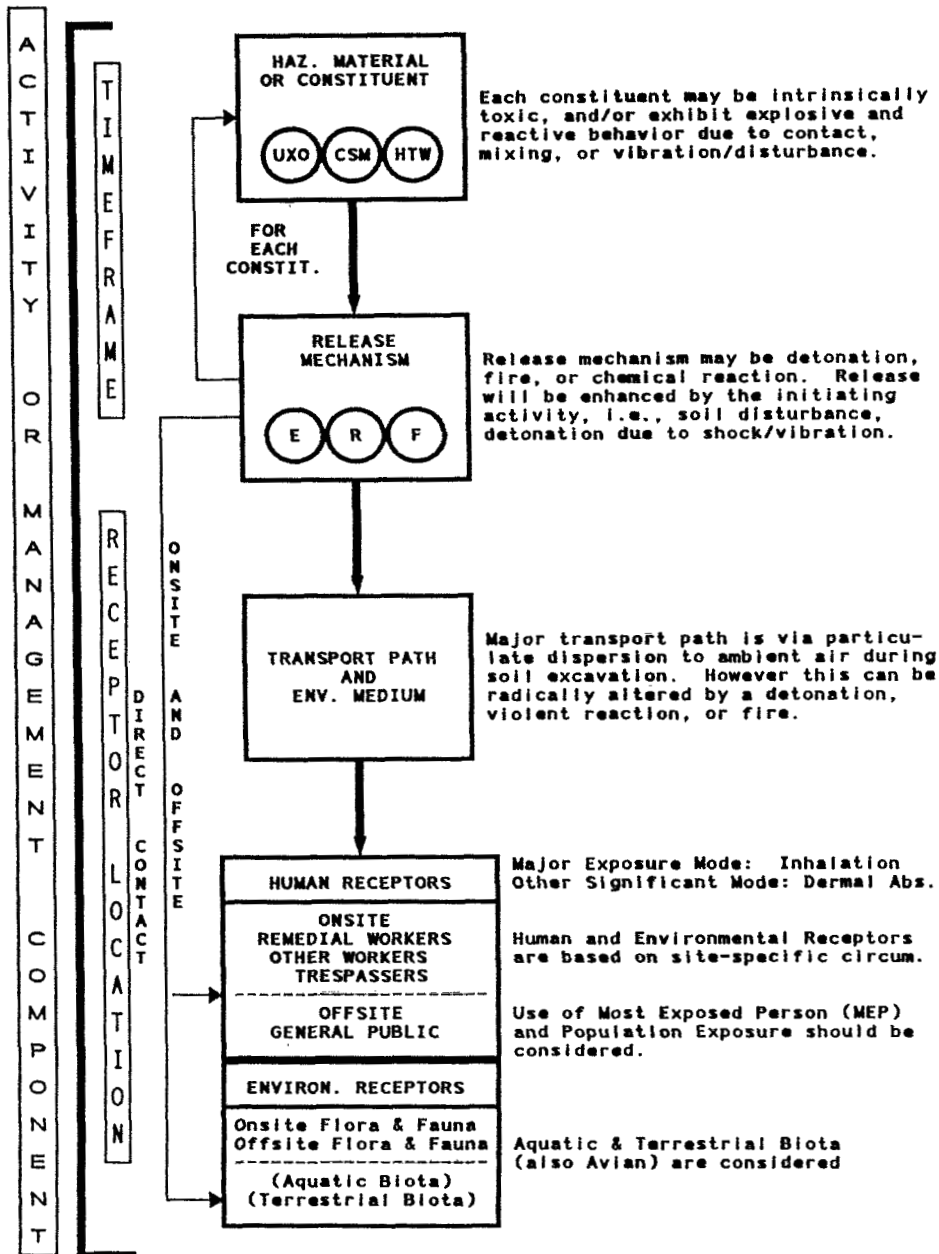 ACTIVITY OR MANAGEMENT COMPONENT
TIMEFRAME
RECEPTOR LOCATION
HAZ. MATERIAL
OR CONSTITUENT
UXO CSM HTW
Each constituent may be intrinsically
toxic, and/or exhibit explosive and
reactive behavior due to contact,
mixing, or vibration/disturbance.
FOR
EACH
CONSTIT.
RELEASE
MECHANISM
E R F
Release mechanism may be detonation,
fire, or chemical reaction. Release
will be enhanced by the initiating
activity, i.e., soil disturbance,
detonation due to shock/vibration.
DIRECT CONTACT
ONSITE AND OFFSITE
TRANSPORT PATH
AND
ENV. MEDIUM
Major transport path is via particu-
late dispersion to ambient air during
soil excavation. However this can be
radically altered by a detonation,
violent reaction, or fire.
HUMAN RECEPTORS
Major Exposure Mode: Inhalation
Other Significant Mode: Dermal Abs.
ONSITE
REMEDIAL WORKERS
OTHER WORKERS
TRESPASSERS
Human and Environmental Receptors
are based on site-specific circum.
OFFSITE
GENERAL PUBLIC
Use of Most Exposed Person (MEP)
and Population Exposure should be
considered.
ENVIRON. RECEPTORS
Onsite Flora & Fauna
Offsite Flora & Fauna
(Aquatic Biota)
(Terrestrial Biota)
Aquatic & Terrestrial Biota
(also Avian) are considered